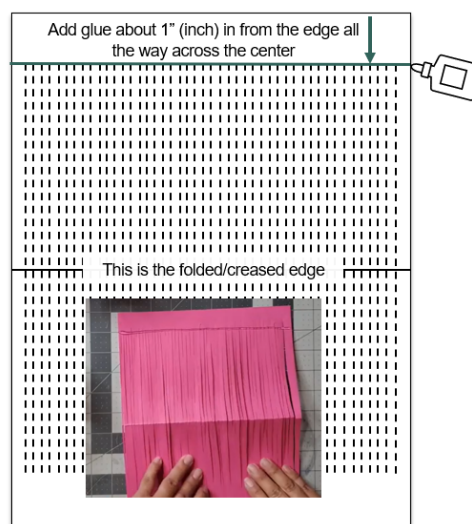 Add glue about 1” (inch) in from the edge all
the way across the center
This is the folded/creased edge